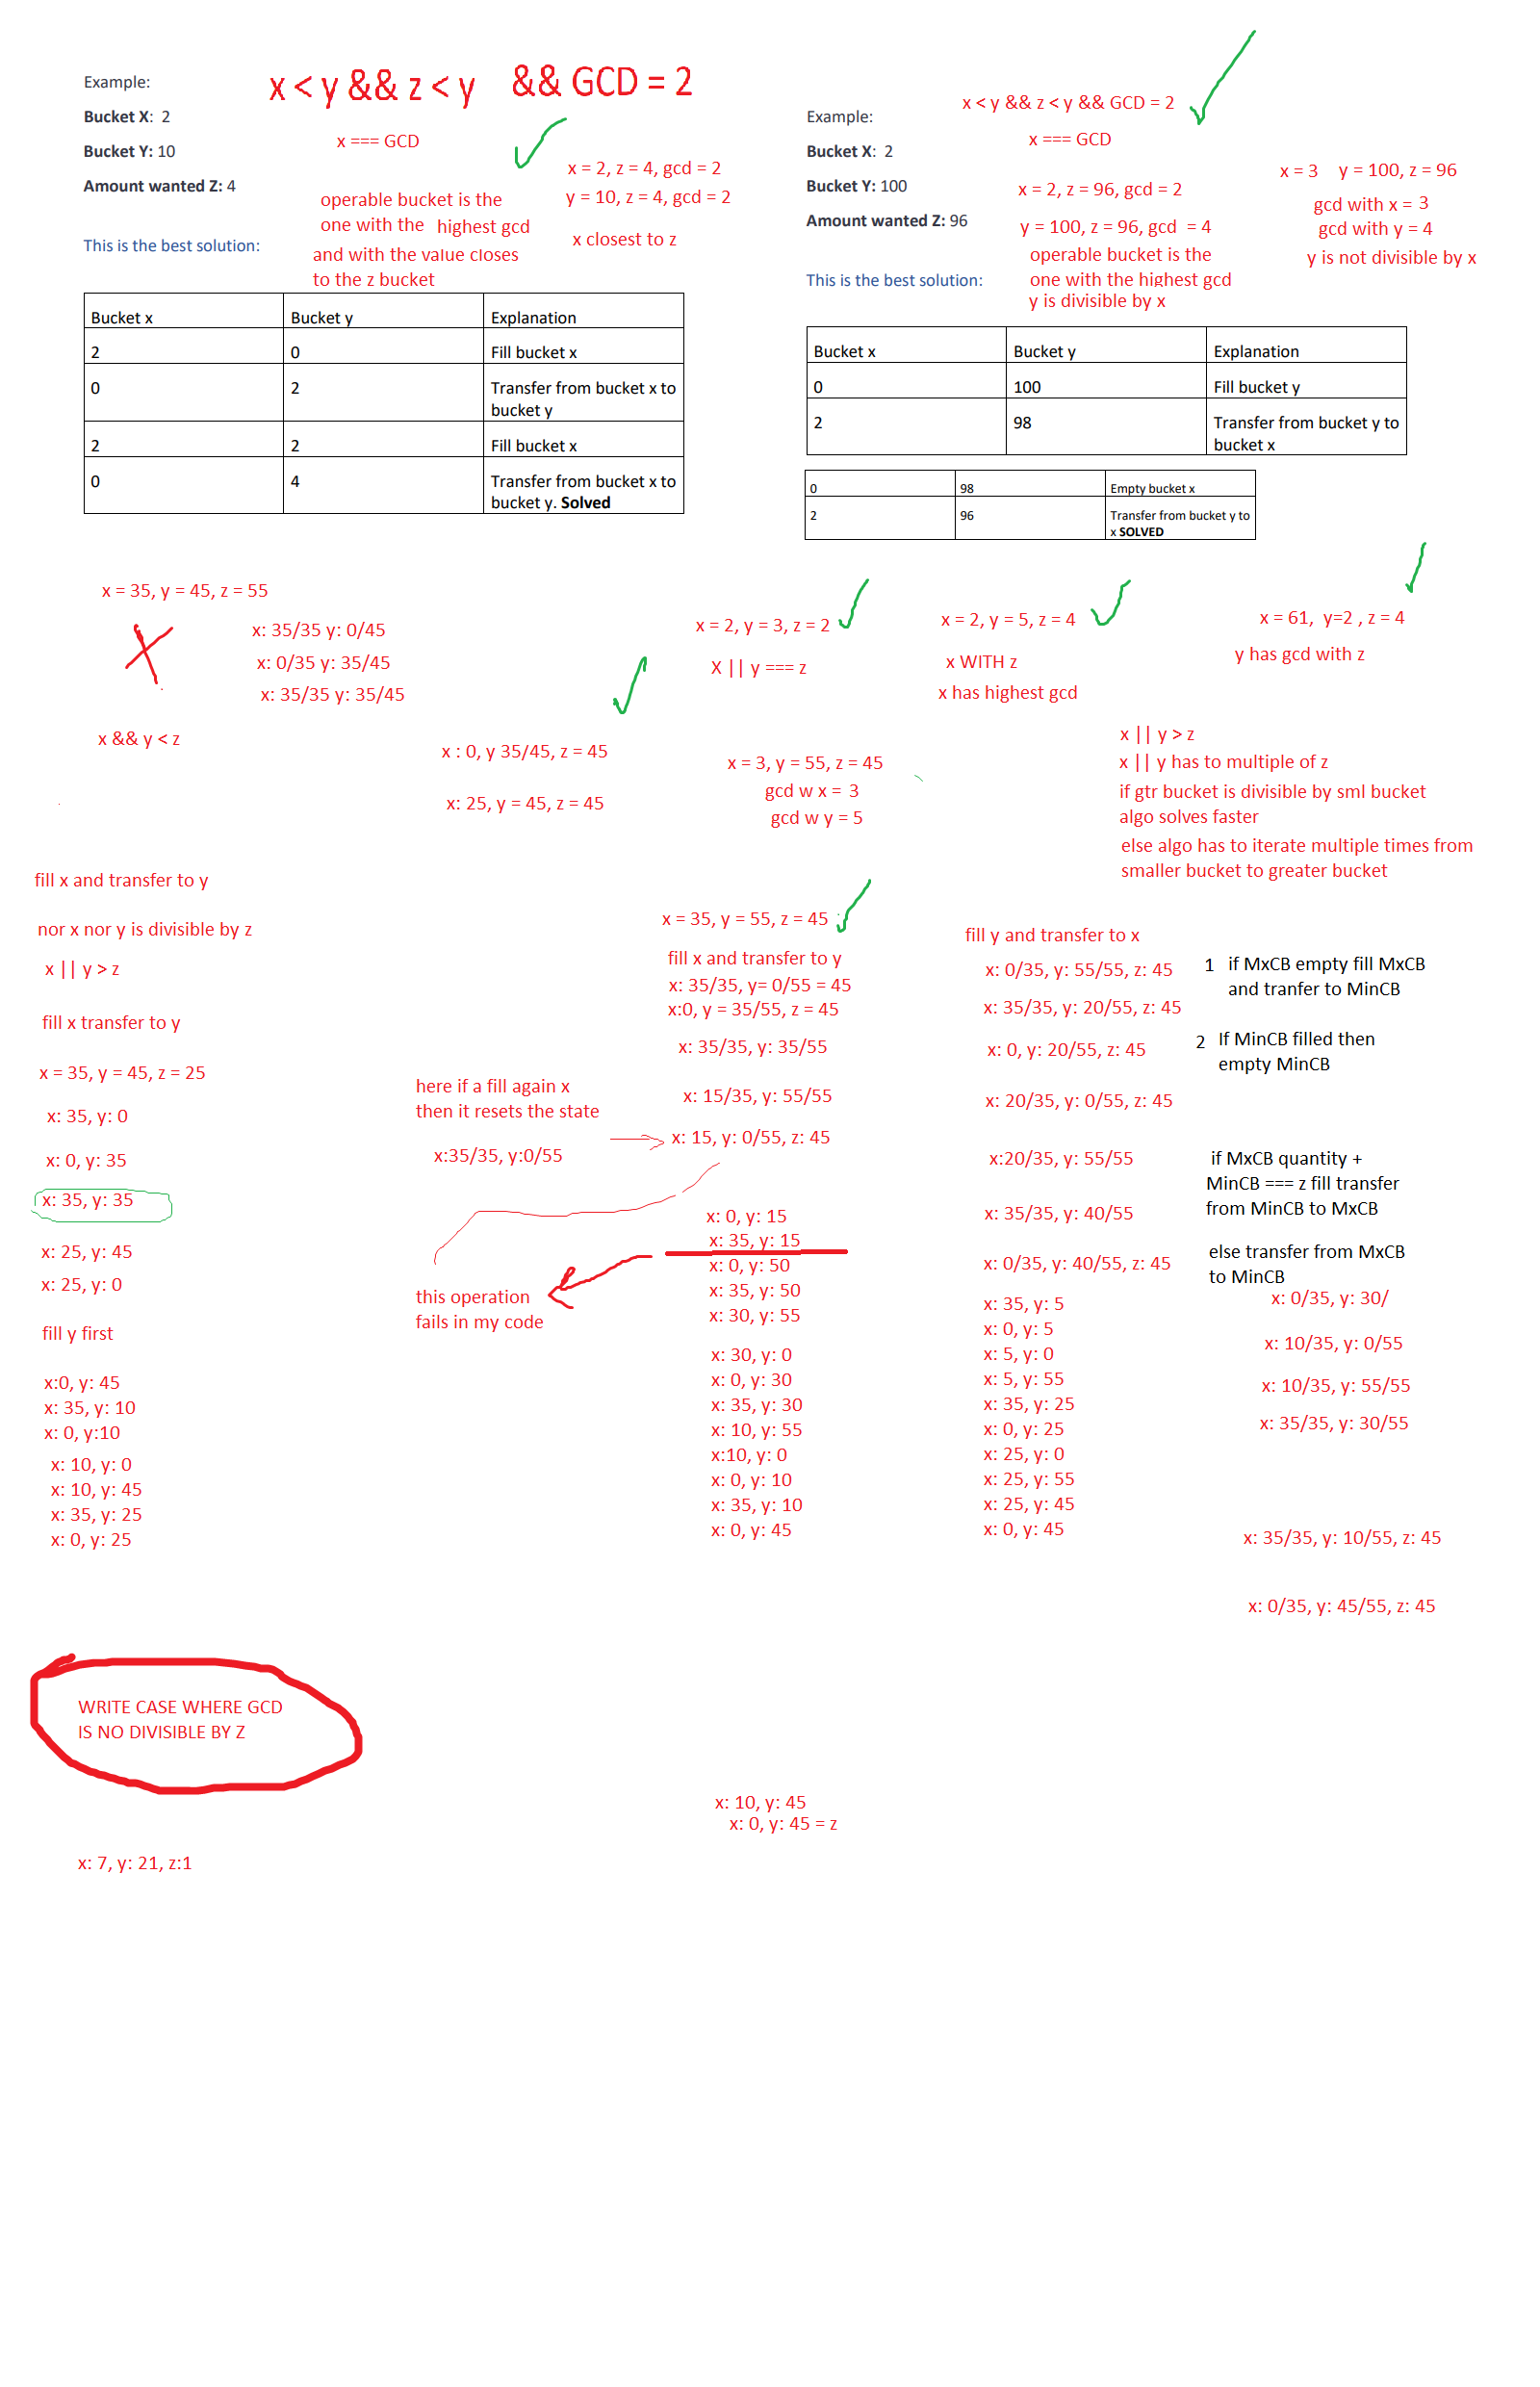 Example:
x < y && z < y && GCD = 2
Bucket X: 2
x === GCD
Bucket Y: 10
Amount wanted Z: 4
x = 2, z = 4, gcd = 2
y = 10, z = 4, gcd = 2
operable bucket is the
one with the highest gcd
and with the value closes
to the z bucket
x closest to z
This is the best solution:
Bucket x Bucket y Explanation
2 0 Fill bucket x
0 2 Transfer from bucket x to
bucket y
2 2 Fill bucket x
0 4 Transfer from bucket x to
bucket y. Solved
x < y && z < y && GCD = 2
Example:
x === GCD
Bucket X: 2
Bucket Y: 100
Amount wanted Z: 96
x = 2, z = 96, gcd = 2
y = 100, z = 96, gcd = 4
operable bucket is the
one with the highest gcd
y is divisible by x
x = 3 y = 100, z = 96
gcd with x = 3
gcd with y = 4
y is not divisible by x
This is the best solution:
Bucket x Bucket y Explanation
0 100 Fill bucket y
2 98 Transfer from bucket y to
bucket x
0 98 Empty bucket x
2 96 Transfer from bucket y to
x SOLVED
x = 35, y = 45, z = 55
x: 35/35 y: 0/45
x: 0/35 y: 35/45
x: 35/35 y: 35/45
x && y < z
x : 0, y 35/45, z = 45
x: 25, y = 45, z = 45
x = 2, y = 3, z = 2
X || y === z
x = 2, y = 5, z = 4
x WITH z
x has highest gcd
x = 61, y=2 , z = 4
y has gcd with z
x = 3, y = 55, z = 45
gcd w x = 3
gcd w y = 5
x || y > z
x || y has to multiple of z
if gtr bucket is divisible by sml bucket
algo solves faster
else algo has to iterate multiple times from
smaller bucket to greater bucket
fill x and transfer to y
nor x nor y is divisible by z
x || y > z
fill x transfer to y
x = 35, y = 45, z = 25
x: 35, y: 0
x: 0, y: 35
x: 35, y: 35
x: 25, y: 45
x: 25, y: 0
fill y first
x:0, y: 45
x: 35, y: 10
x: 0, y:10
x: 10, y: 0
x: 10, y: 45
x: 35, y: 25
x: 0, y: 25
here if a fill again x
then it resets the state
x:35/35, y:0/55
this operation
fails in my code
x = 35, y = 55, z = 45
fill x and transfer to y
x: 35/35, y= 0/55 = 45
x:0, y = 35/55, z = 45
x: 35/35, y: 35/55
x: 15/35, y: 55/55
x: 15, y: 0/55, z: 45
x: 0, y: 15
x: 35, y: 15
x: 0, y: 50
x: 35, y: 50
x: 30, y: 55
x: 30, y: 0
x: 0, y: 30
x: 35, y: 30
x: 10, y: 55
x:10, y: 0
x: 0, y: 10
x: 35, y: 10
x: 0, y: 45
fill y and transfer to x
x: 0/35, y: 55/55, z: 45
x: 35/35, y: 20/55, z: 45
x: 0, y: 20/55, z: 45
x: 20/35, y: 0/55, z: 45
x:20/35, y: 55/55
x: 35/35, y: 40/55
x: 0/35, y: 40/55, z: 45
x: 35, y: 5
x: 0, y: 5
x: 5, y: 0
x: 5, y: 55
x: 35, y: 25
x: 0, y: 25
x: 25, y: 0
x: 25, y: 55
x: 25, y: 45
x: 0, y: 45
1 if MxCB empty fill MxCB
and tranfer to MinCB
2 If MinCB filled then
empty MinCB
if MxCB quantity +
MinCB === z fill transfer
from MinCB to MxCB
else transfer from MxCB
to MinCB
x: 0/35, y: 30/
x: 10/35, y: 0/55
x: 10/35, y: 55/55
x: 35/35, y: 30/55
x: 35/35, y: 10/55, z: 45
x: 0/35, y: 45/55, z: 45
WRITE CASE WHERE GCD
IS NO DIVISIBLE BY Z
x: 10, y: 45
x: 0, y: 45 = z
x: 7, y: 21, z:1